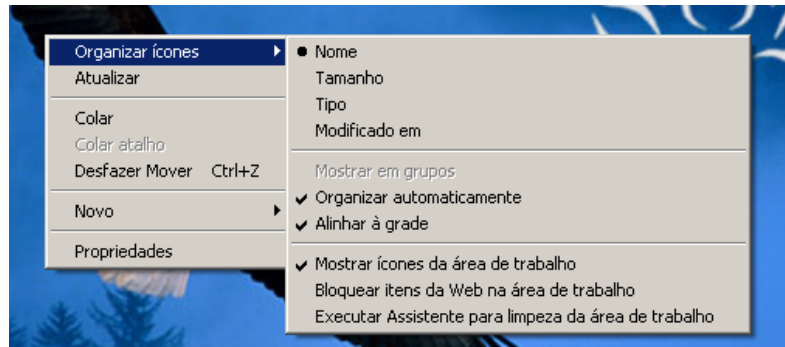 Organizar ícones
Atualizar
Colar
Colar atalho
Desfazer Mover Ctrl+Z
Novo
Propriedades
Nome
Tamanho
Tipo
Modificado em
Mostrar em grupos
Organizar automaticamente
Alinhar à grade
Mostrar ícones da área de trabalho
Bloquear itens da Web na área de trabalho
Executar Assistente para limpeza da área de trabalho